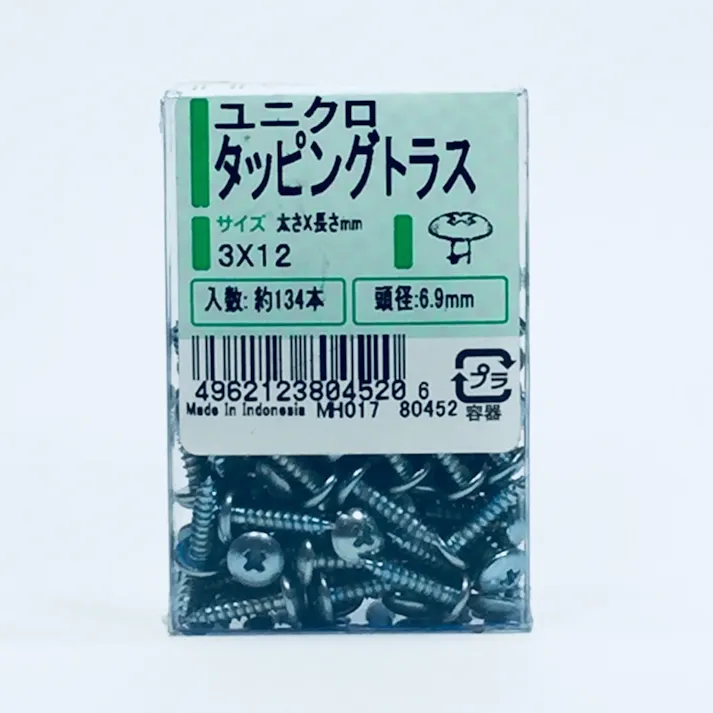 ユニクロ
タッピングトラス
サイズ 太さX長さmm
3X12
入数:約134本
頭径:6.9mm
4962123804520 6
Made In Indonesia MH017 80452
プラ
容器